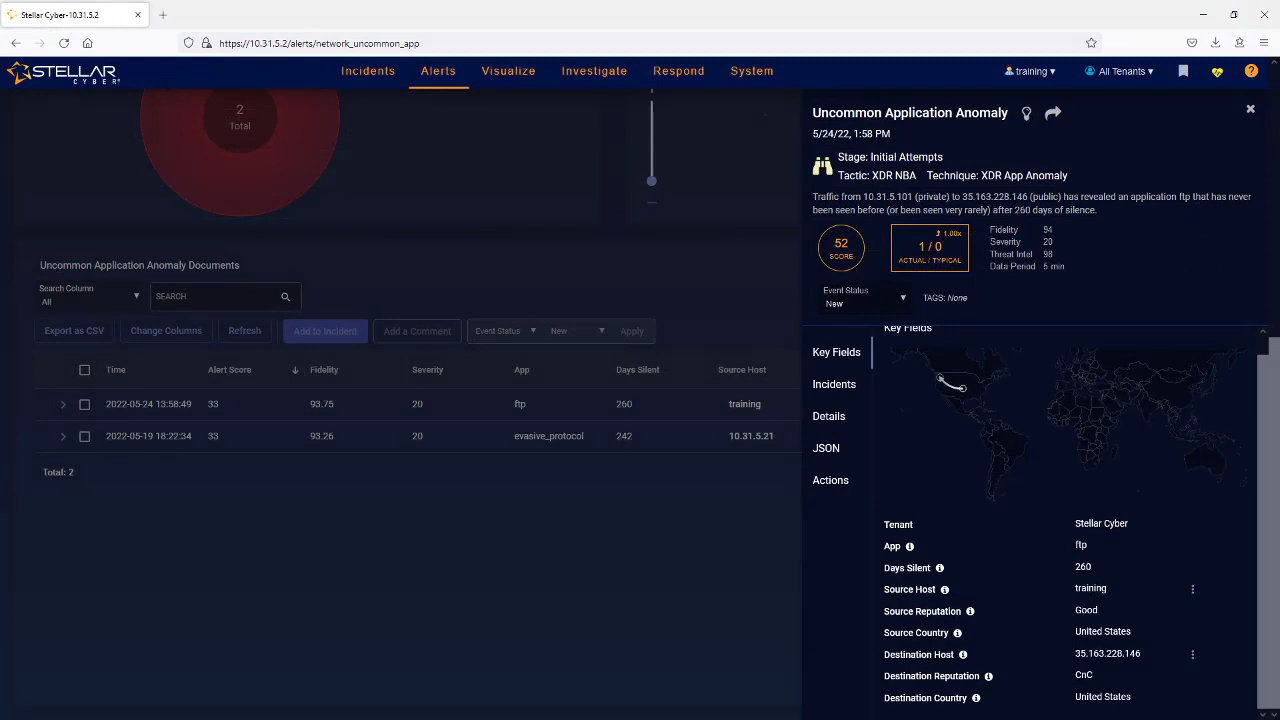 Stellar Cyber-10.31.5.2
https://10.31.5.2/alerts/network_uncommon_app
STELLAR
CYBER
Incidents
Alerts
Visualize
Investigate
Respond
System
training
All Tenants
2
Total
Uncommon Application Anomaly Documents
Search Column
All
SEARCH
Export as CSV
Change Columns
Refresh
Add to Incident
Add a Comment
Event Status
New
Apply
Time Alert Score Fidelity Severity App Days Silent Source Host
2022-05-24 13:58:49 33 93.75 20 ftp 260 training
2022-05-19 18:22:34 33 93.26 20 evasive_protocol 242 10.31.5.21
Total: 2
Uncommon Application Anomaly
5/24/22, 1:58 PM
Stage: Initial Attempts
Tactic: XDR NBA Technique: XDR App Anomaly
Traffic from 10.31.5.101 (private) to 35.163.228.146 (public) has revealed an application ftp that has never
been seen before (or been seen very rarely) after 260 days of silence.
52
SCORE
1.00x
1 / 0
ACTUAL / TYPICAL
Fidelity 94
Severity 20
Threat Intel 98
Data Period 5 min
Event Status
New
TAGS: None
Key Fields
Key Fields
Incidents
Details
JSON
Actions
Tenant Stellar Cyber
App ftp
Days Silent 260
Source Host training
Source Reputation Good
Source Country United States
Destination Host 35.163.228.146
Destination Reputation CnC
Destination Country United States